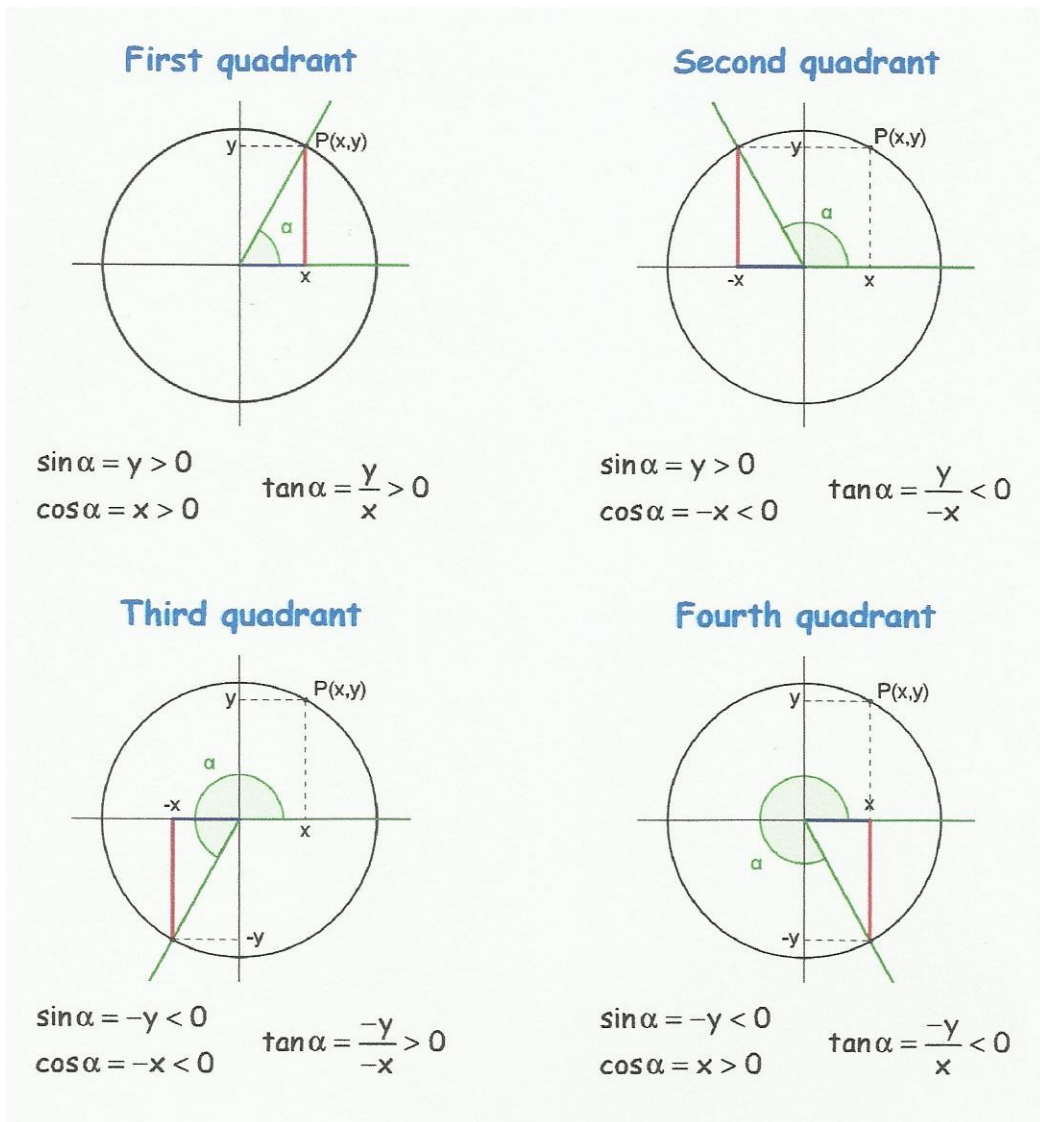 First quadrant
y
P(x,y)
α
x
sin α = y > 0
cos α = x > 0
tan α = y/x > 0
Second quadrant
y
P(x,y)
α
-x
x
sin α = y > 0
cos α = −x < 0
tan α = y/−x < 0
Third quadrant
y
P(x,y)
α
-x
x
-y
sin α = −y < 0
cos α = −x < 0
tan α = −y/−x > 0
Fourth quadrant
y
P(x,y)
x
α
-y
sin α = −y < 0
cos α = x > 0
tan α = −y/x < 0